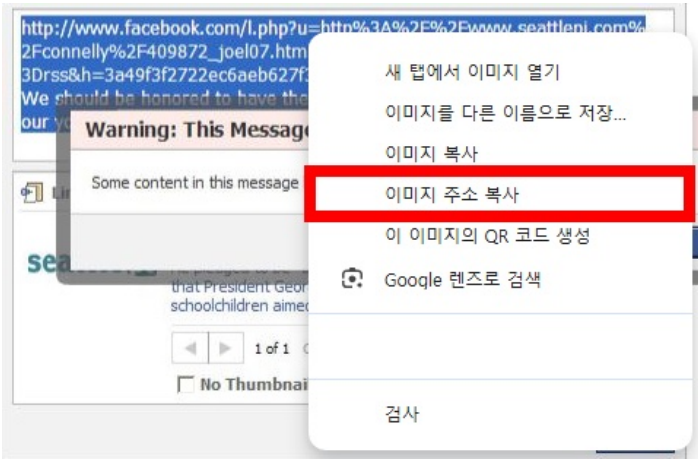 http://www.facebook.com/l.php?u=http%3A%2F%2Fwww.seattlepi.com%
2Fconnelly%2F409872_joel07.htm
3Drss&h=3a49f3f2722ec6aeb627f
We should be honored to have the
our
Warning: This Messag
Some content in this message
sea
that President Geor
schoolchildren aimed
1 of 1
No Thumbnai
새 탭에서 이미지 열기
이미지를 다른 이름으로 저장...
이미지 복사
이미지 주소 복사
이 이미지의 QR 코드 생성
Google 렌즈로 검색
검사